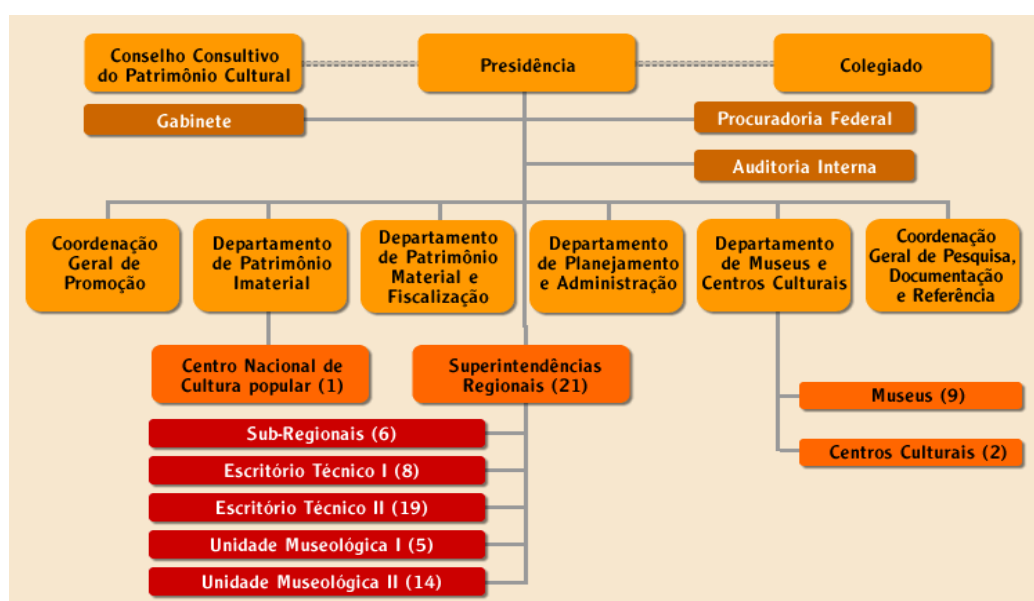 Conselho Consultivo
do Patrimônio Cultural
Presidência
Colegiado
Gabinete
Procuradoria Federal
Auditoria Interna
Coordenação
Geral de
Promoção
Departamento
de Patrimônio
Imaterial
Departamento
de Patrimônio
Material e
Fiscalização
Departamento
de Planejamento
e Administração
Departamento
de Museus e
Centros Culturais
Coordenação
Geral de Pesquisa,
Documentação
e Referência
Centro Nacional de
Cultura popular (1)
Superintendências
Regionais (21)
Museus (9)
Centros Culturais (2)
Sub-Regionais (6)
Escritório Técnico I (8)
Escritório Técnico II (19)
Unidade Museológica I (5)
Unidade Museológica II (14)